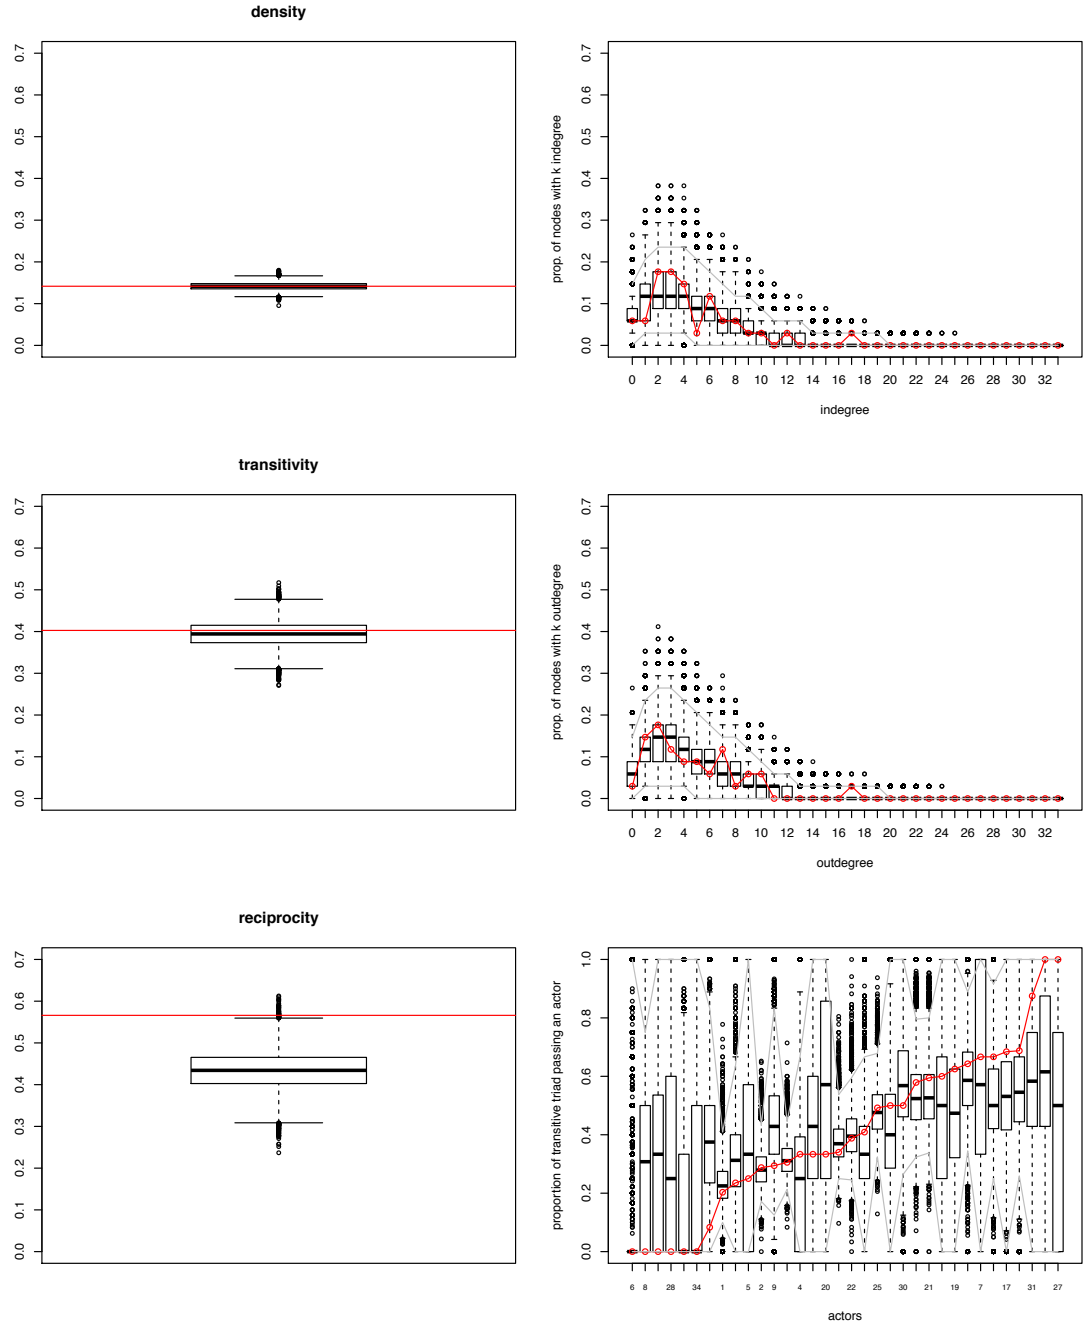 density
0.0 0.1 0.2 0.3 0.4 0.5 0.6 0.7
prop. of nodes with k indegree
0.0 0.1 0.2 0.3 0.4 0.5 0.6 0.7
0 2 4 6 8 10 12 14 16 18 20 22 24 26 28 30 32
indegree
transitivity
0.0 0.1 0.2 0.3 0.4 0.5 0.6 0.7
prop. of nodes with k outdegree
0.0 0.1 0.2 0.3 0.4 0.5 0.6 0.7
0 2 4 6 8 10 12 14 16 18 20 22 24 26 28 30 32
outdegree
reciprocity
0.0 0.1 0.2 0.3 0.4 0.5 0.6 0.7
proportion of transitive triad passing an actor
0.0 0.2 0.4 0.6 0.8 1.0
6 8 28 34 1 5 2 9 4 20 22 25 30 21 19 7 17 31 27
actors